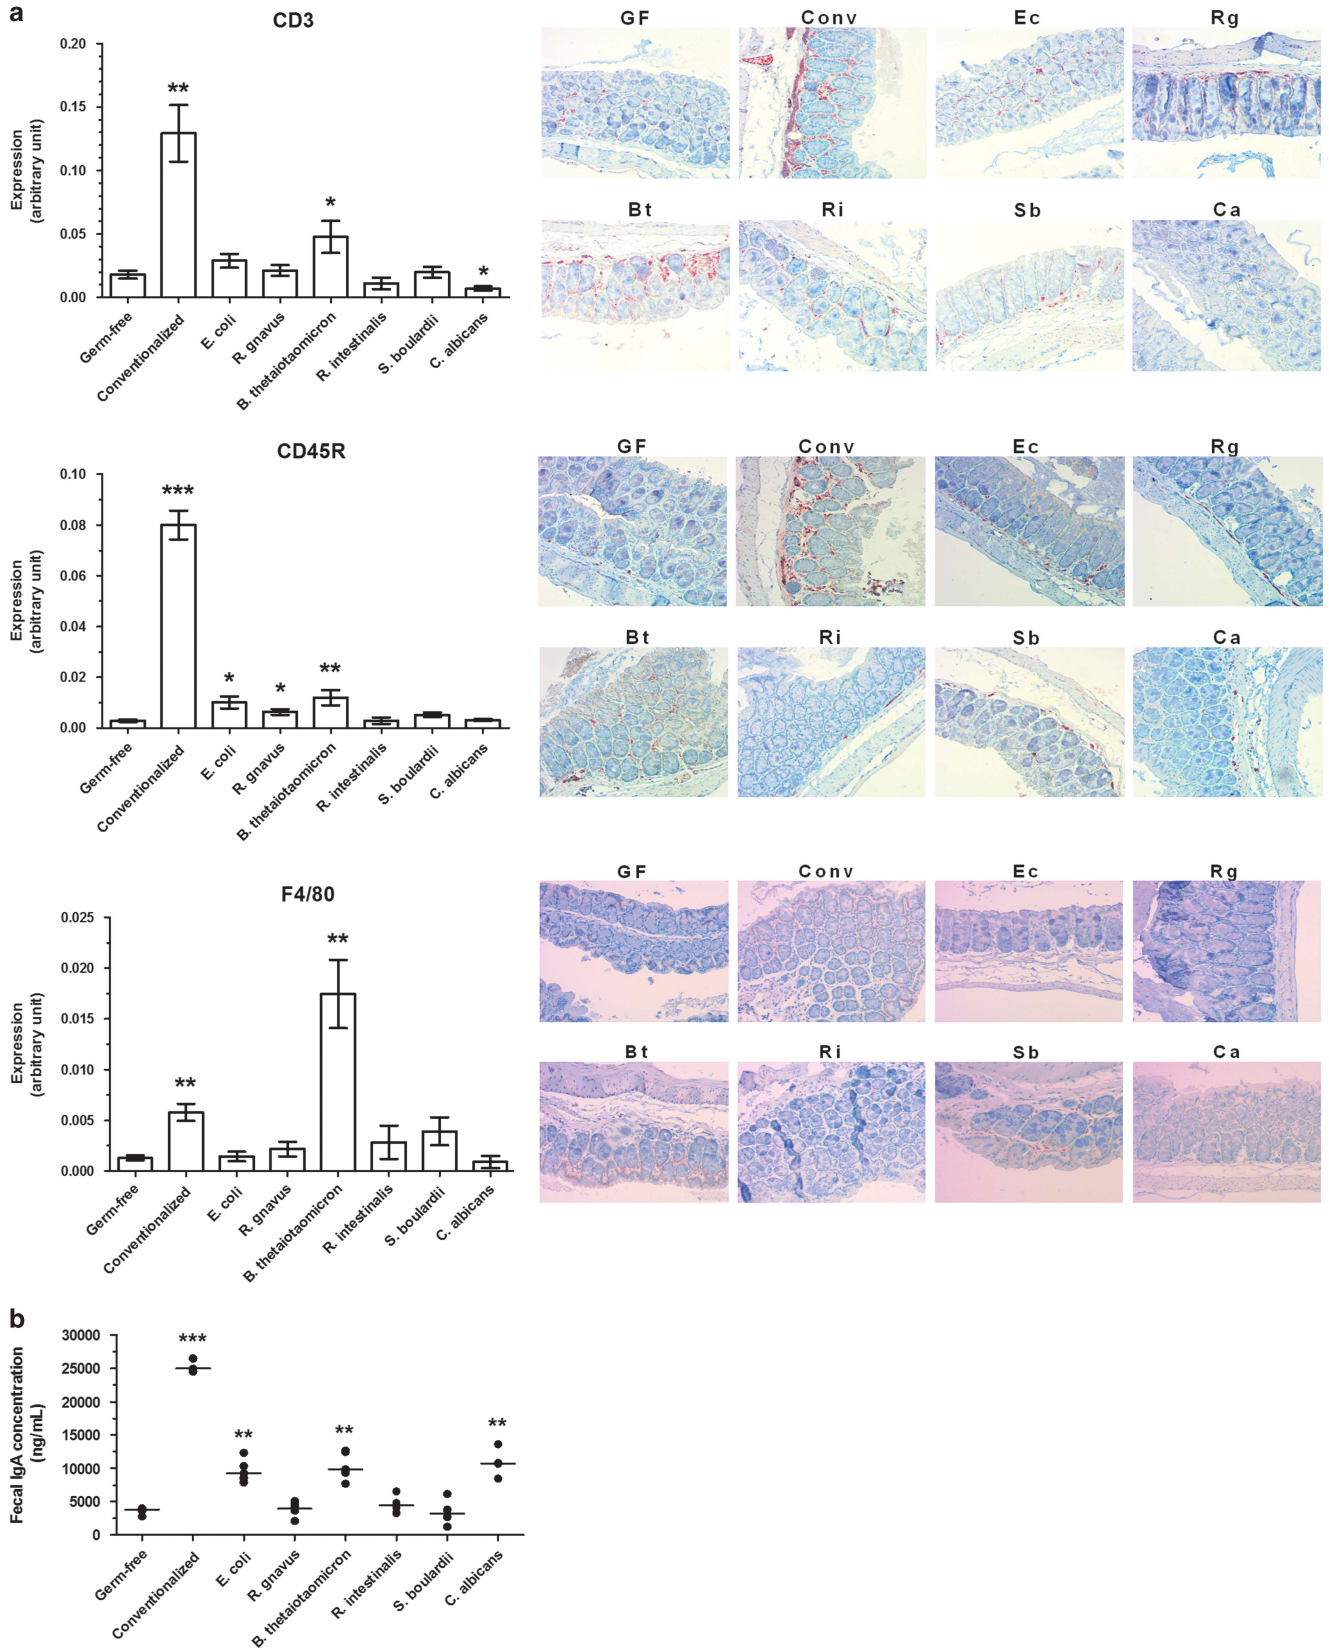 a
CD3
Expression
(arbitrary unit)
0.20
0.15
0.10
0.05
0.00
**
*
*
Germ-free
Conventionalized
E. coli
R. gnavus
B. thetaiotaomicron
R. intestinalis
S. boulardii
C. albicans
GF Conv Ec Rg
Bt Ri Sb Ca
CD45R
Expression
(arbitrary unit)
0.10
0.08
0.06
0.04
0.02
0.00
***
*
*
**
Germ-free
Conventionalized
E. coli
R. gnavus
B. thetaiotaomicron
R. intestinalis
S. boulardii
C. albicans
GF Conv Ec Rg
Bt Ri Sb Ca
F4/80
Expression
(arbitrary unit)
0.025
0.020
0.015
0.010
0.005
0.000
**
**
Germ-free
Conventionalized
E. coli
R. gnavus
B. thetaiotaomicron
R. intestinalis
S. boulardii
C. albicans
GF Conv Ec Rg
Bt Ri Sb Ca
b
Fecal IgA concentration
(ng/mL)
30000
25000
20000
15000
10000
5000
0
***
**
**
**
Germ-free
Conventionalized
E. coli
R. gnavus
B. thetaiotaomicron
R. intestinalis
S. boulardii
C. albicans